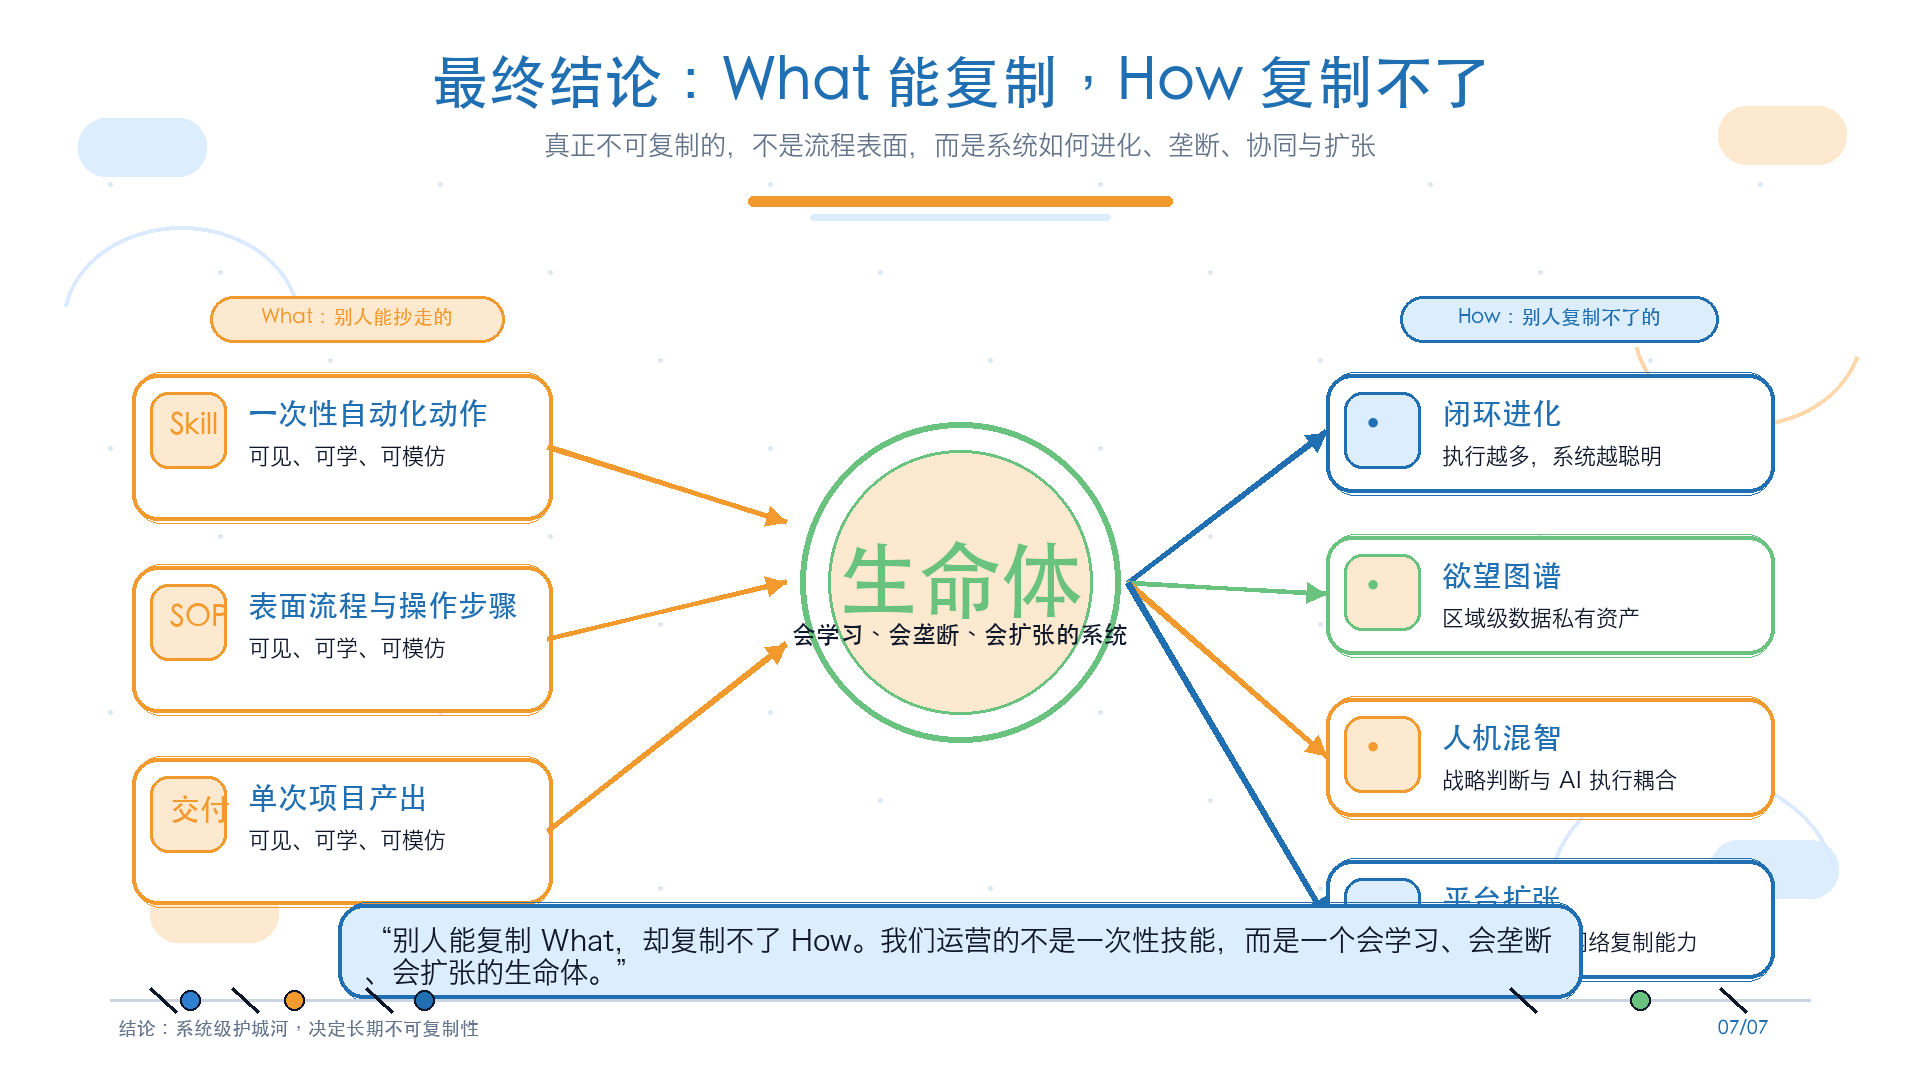 最终结论：What 能复制，How 复制不了
真正不可复制的，不是流程表面，而是系统如何进化、垄断、协同与扩张
What：别人能抄走的
Skill
一次性自动化动作
可见、可学、可模仿
SOP
表面流程与操作步骤
可见、可学、可模仿
交付
单次项目产出
可见、可学、可模仿
生命体
会学习、会垄断、会扩张的系统
How：别人复制不了的
闭环进化
执行越多，系统越聪明
欲望图谱
区域级数据私有资产
人机混智
战略判断与 AI 执行耦合
平台扩张
络复制能力
“别人能复制 What，却复制不了 How。我们运营的不是一次性技能，而是一个会学习、会垄断
、会扩张的生命体。”
结论：系统级护城河，决定长期不可复制性
07/07